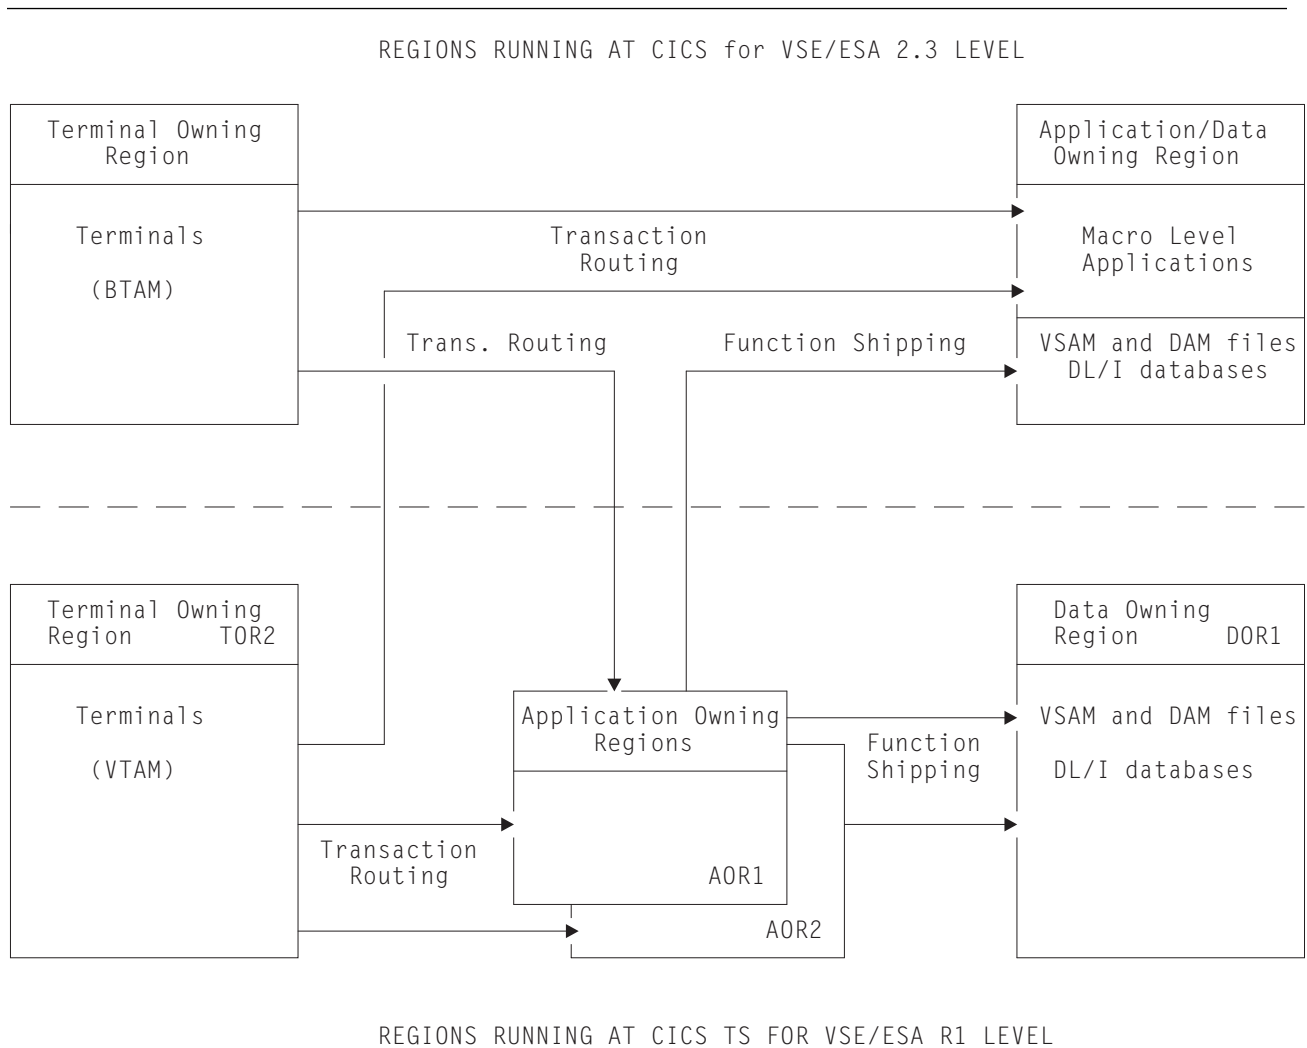 REGIONS RUNNING AT CICS for VSE/ESA 2.3 LEVEL
Terminal Owning
Region
Terminals
(BTAM)
Application/Data
Owning Region
Macro Level
Applications
VSAM and DAM files
DL/I databases
Transaction
Routing
Trans. Routing
Function Shipping
Terminal Owning
Region TOR2
Terminals
(VTAM)
Transaction
Routing
Application Owning
Regions
AOR1
AOR2
Function
Shipping
Data Owning
Region DOR1
VSAM and DAM files
DL/I databases
REGIONS RUNNING AT CICS TS FOR VSE/ESA R1 LEVEL